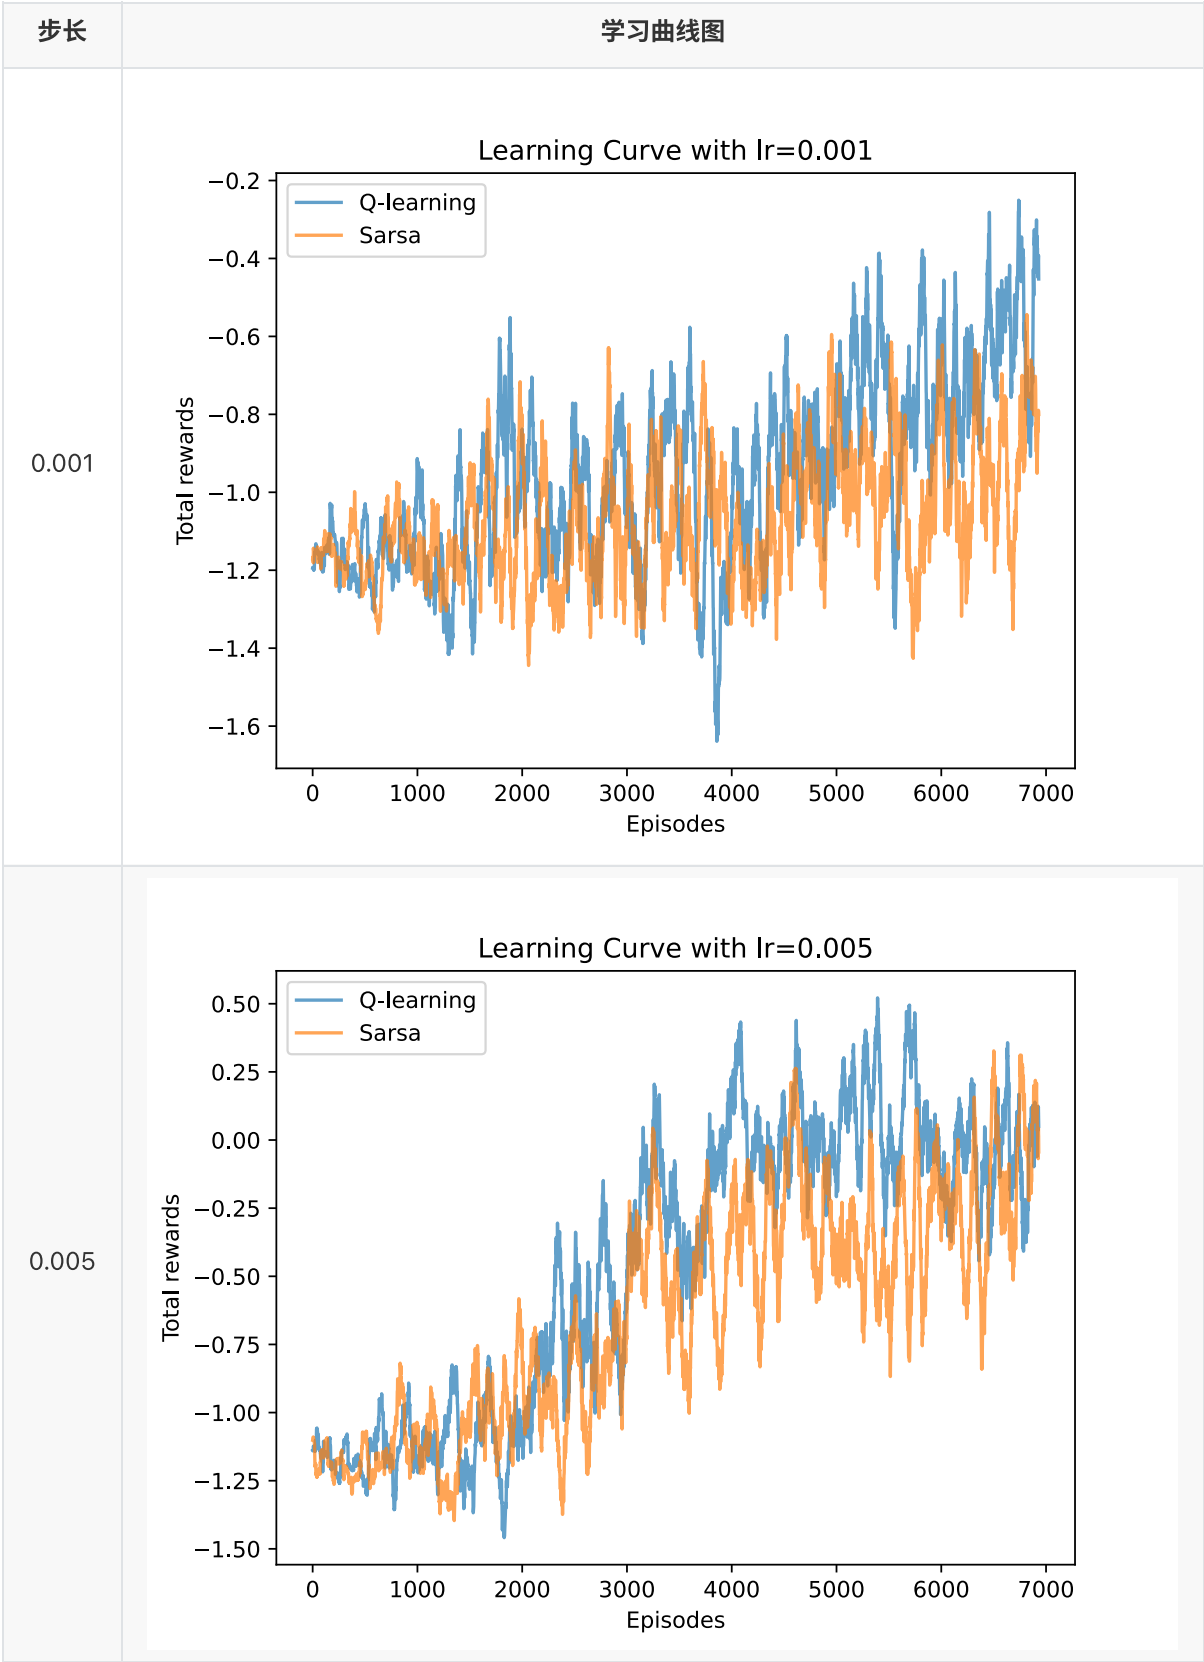 步长 学习曲线图
0.001
Learning Curve with lr=0.001
Q-learning
Sarsa
Total rewards
−0.2
−0.4
−0.6
−0.8
−1.0
−1.2
−1.4
−1.6
0 1000 2000 3000 4000 5000 6000 7000
Episodes
0.005
Learning Curve with lr=0.005
Q-learning
Sarsa
Total rewards
0.50
0.25
0.00
−0.25
−0.50
−0.75
−1.00
−1.25
−1.50
0 1000 2000 3000 4000 5000 6000 7000
Episodes